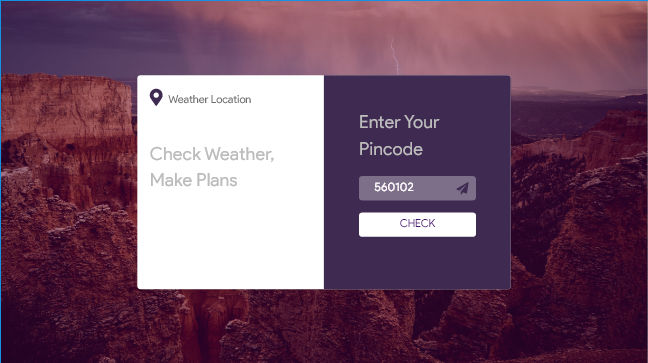 Weather Location
Check Weather,
Make Plans
Enter Your
Pincode
560102
CHECK